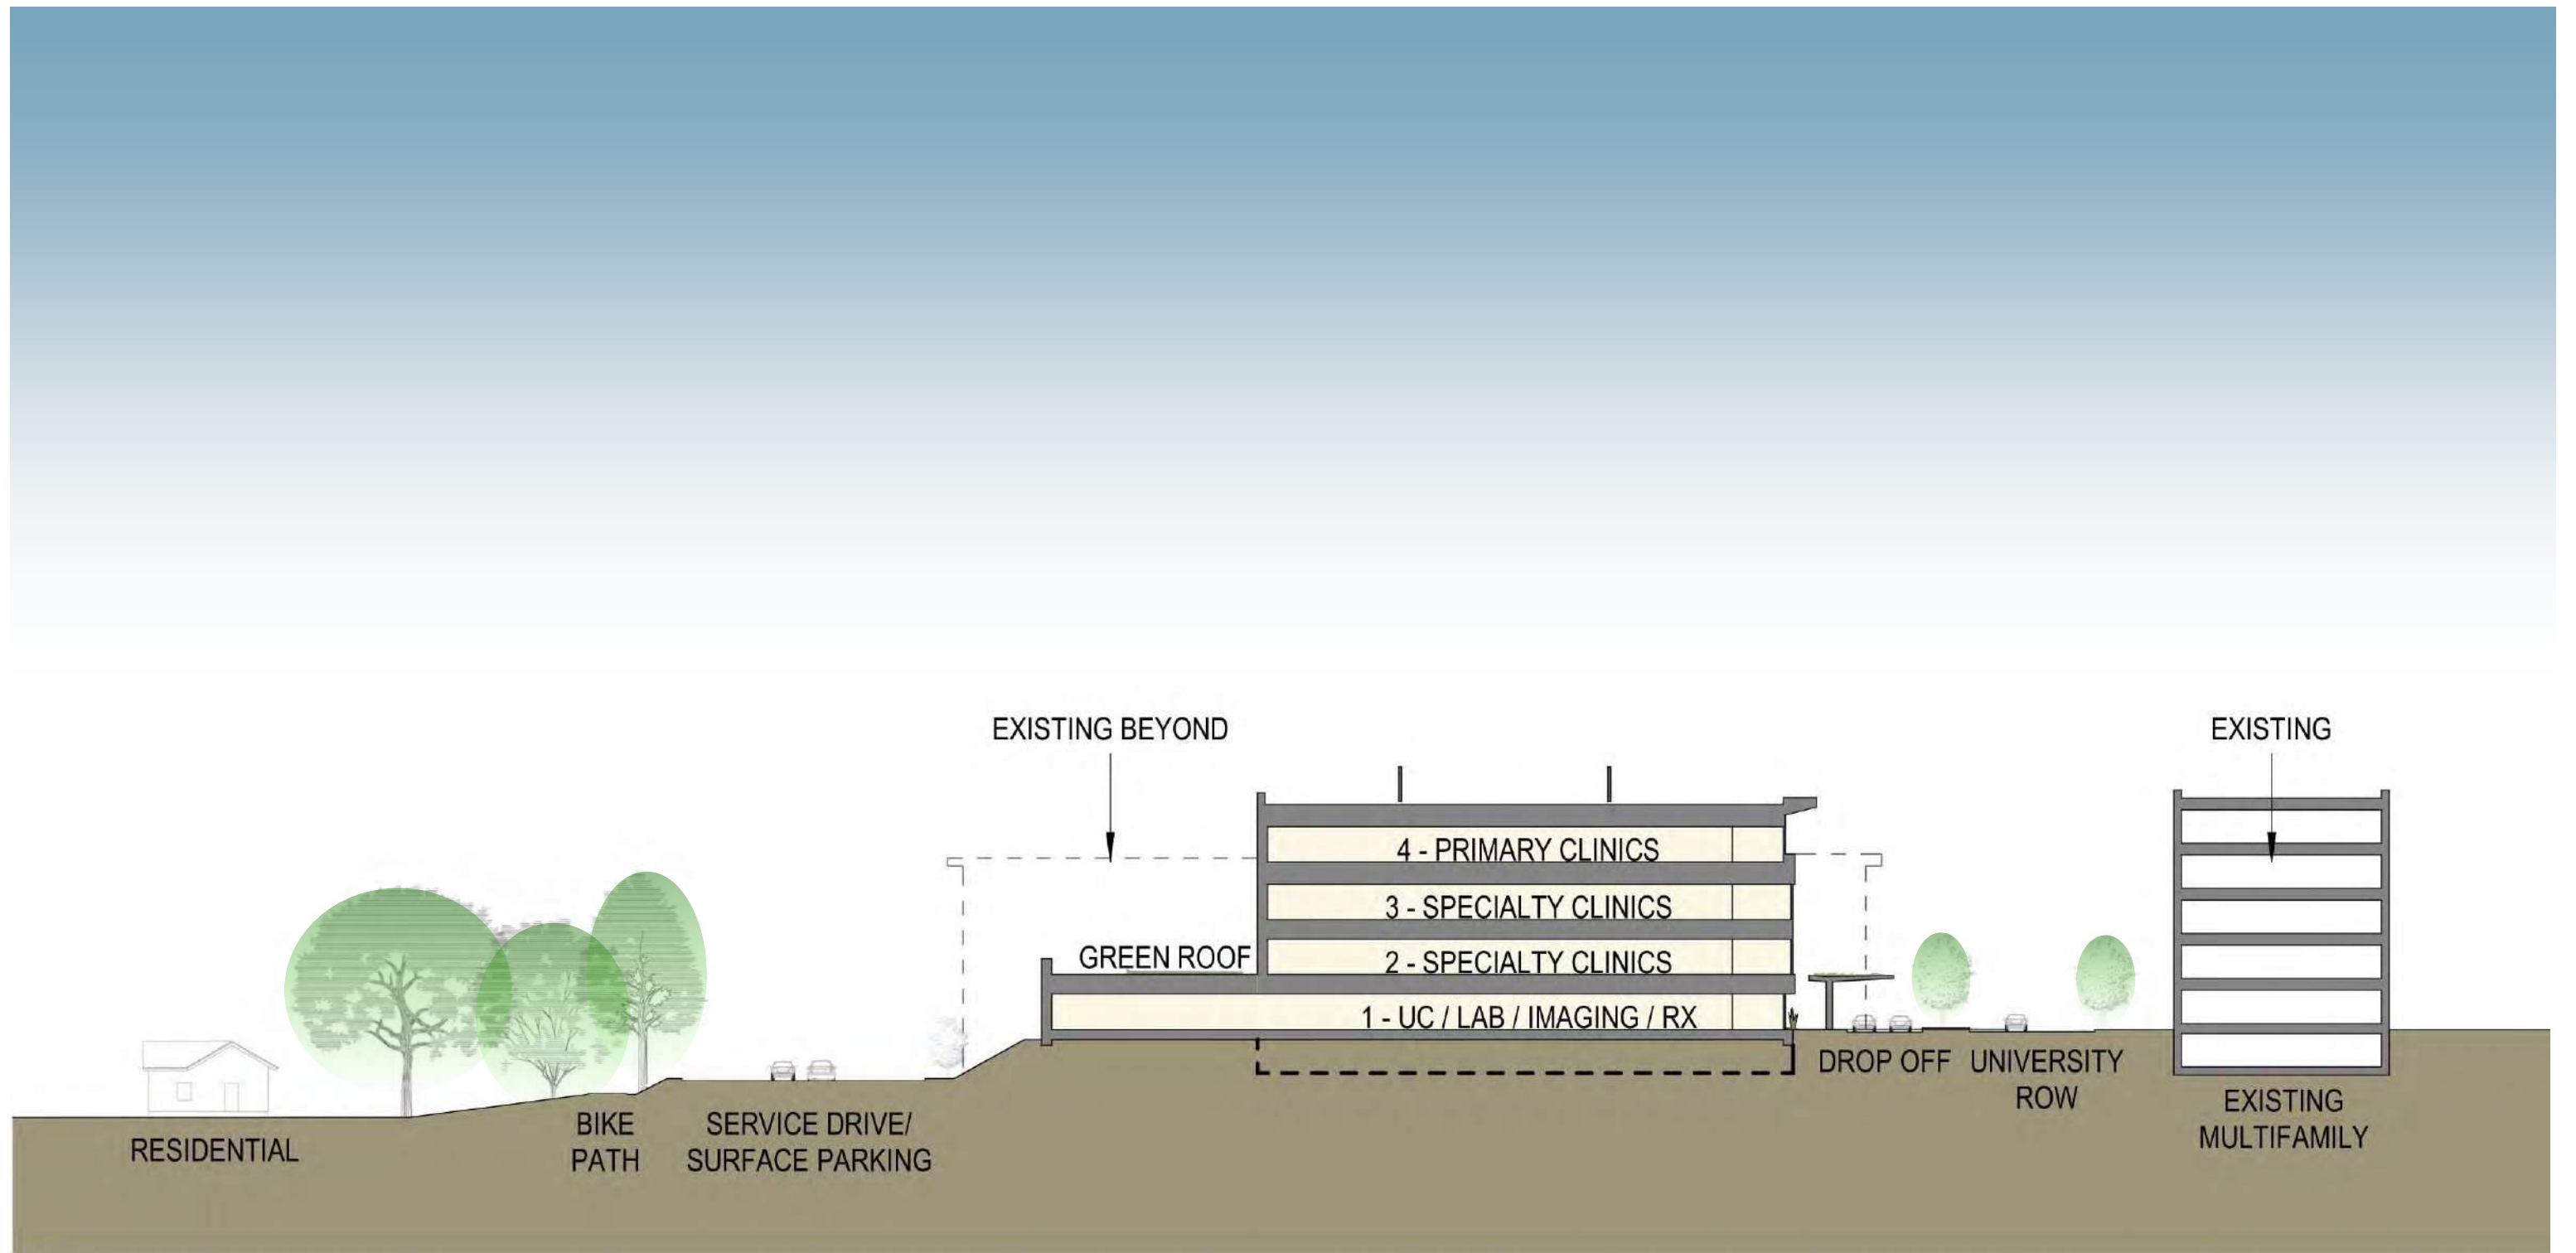 EXISTING BEYOND
EXISTING
4 - PRIMARY CLINICS
3 - SPECIALTY CLINICS
GREEN ROOF
2 - SPECIALTY CLINICS
1 - UC / LAB / IMAGING / RX
DROP OFF
UNIVERSITY
ROW
EXISTING
MULTIFAMILY
BIKE
PATH
SERVICE DRIVE/
SURFACE PARKING
RESIDENTIAL